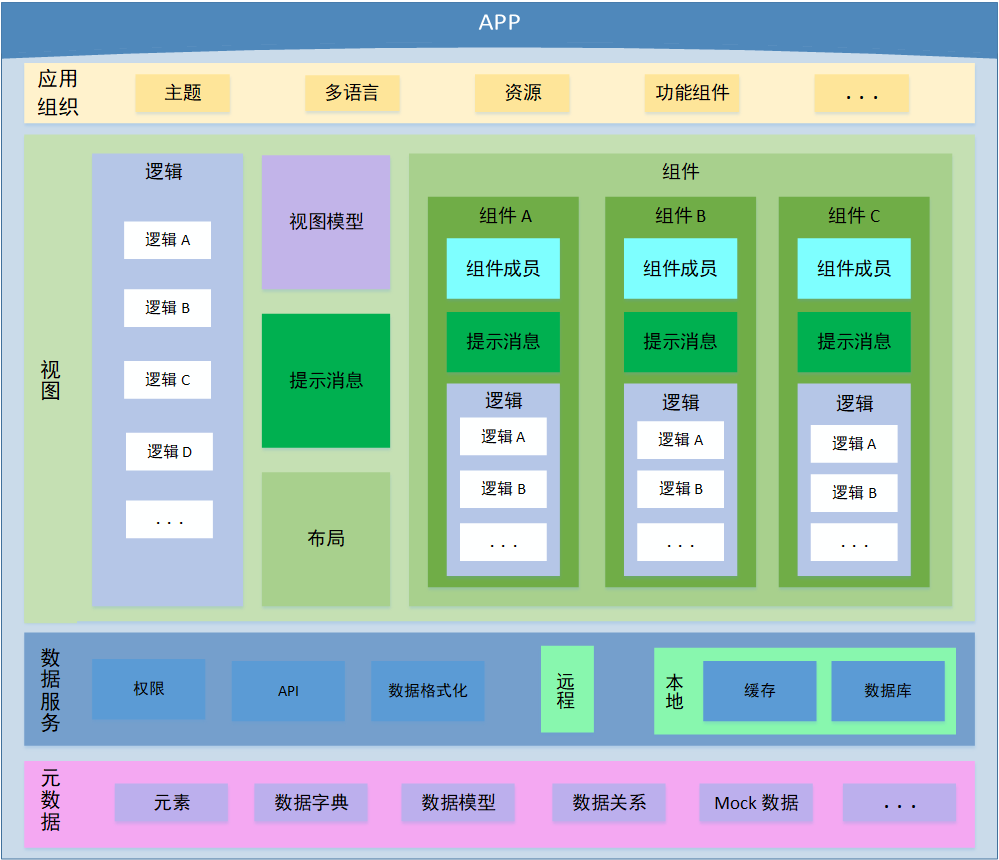 APP
应用
组织
主题
多语言
资源
功能组件
...
视图
逻辑
逻辑 A
逻辑 B
逻辑 C
逻辑 D
...
视图模型
提示消息
布局
组件
组件 A
组件成员
提示消息
逻辑
逻辑 A
逻辑 B
...
组件 B
组件成员
提示消息
逻辑
逻辑 A
逻辑 B
...
组件 C
组件成员
提示消息
逻辑
逻辑 A
逻辑 B
...
数据服务
权限
API
数据格式化
远程
本地
缓存
数据库
元数据
元素
数据字典
数据模型
数据关系
Mock 数据
...